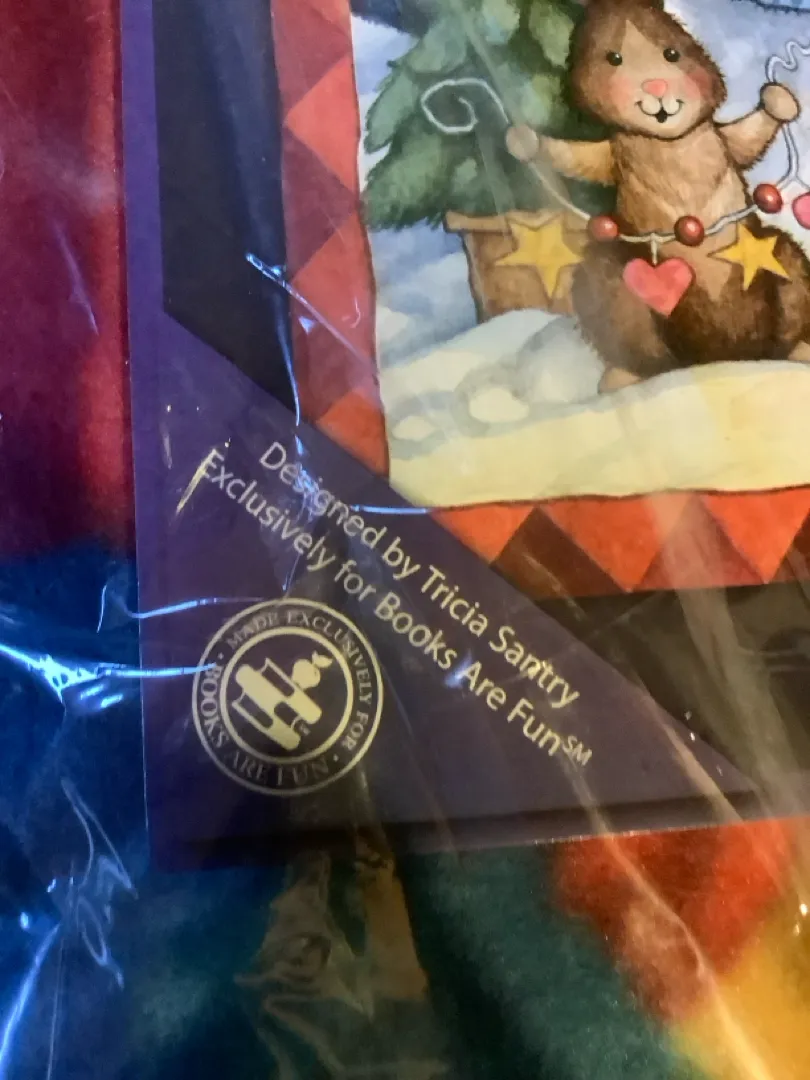 Designed by Tricia Santry
Exclusively for Books Are Fun℠
MADE EXCLUSIVELY FOR
BOOKS ARE FUN